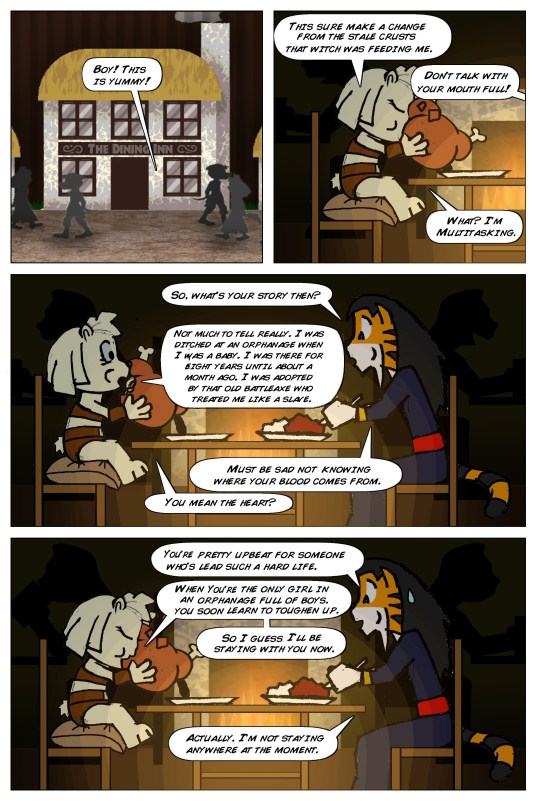 Boy! This
is yummy!
The Dining Inn
This sure make a change
from the stale crusts
that witch was feeding me.
Don't talk with
your mouth full!
What? I'm
multitasking.
So, what's your story then?
Not much to tell really. I was
ditched at an orphanage when
I was a baby. I was there for
eight years until about a
month ago. I was adopted
by that old battleaxe who
treated me like a slave.
Must be sad not knowing
where your blood comes from.
You mean the heart?
You're pretty upbeat for someone
who's lead such a hard life.
When you're the only girl in
an orphanage full of boys.
you soon learn to toughen up.
So I guess I'll be
staying with you now.
Actually. I'm not staying
anywhere at the moment.